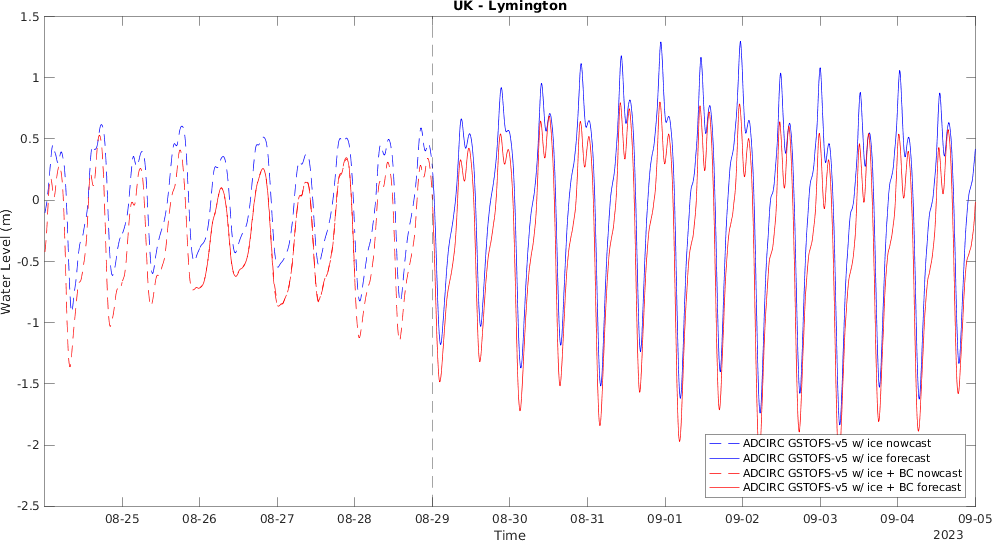 UK - Lymington
1.5
1
0.5
0
-0.5
-1
-1.5
-2
-2.5
Water Level (m)
ADCIRC GSTOFS-v5 w/ ice nowcast
ADCIRC GSTOFS-v5 w/ ice forecast
ADCIRC GSTOFS-v5 w/ ice + BC nowcast
ADCIRC GSTOFS-v5 w/ ice + BC forecast
08-25 08-26 08-27 08-28 08-29 08-30 08-31 09-01 09-02 09-03 09-04 09-05
Time
2023